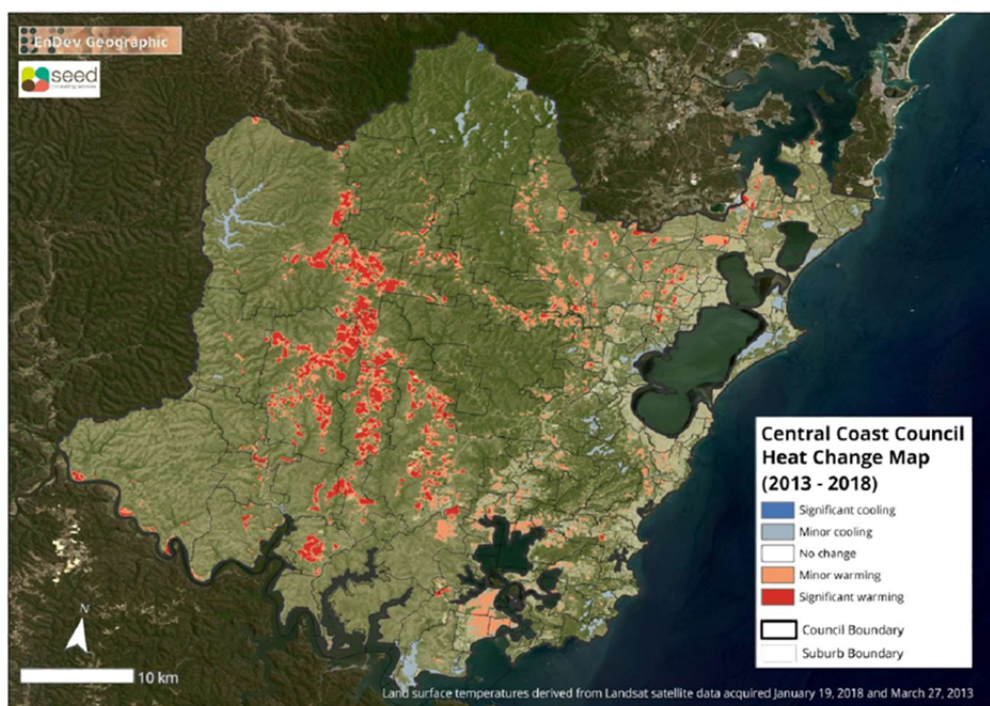 EnDev Geographic
seed
consulting services
Central Coast Council
Heat Change Map
(2013 - 2018)
Significant cooling
Minor cooling
No change
Minor warming
Significant warming
Council Boundary
Suburb Boundary
N
10 km
Land surface temperatures derived from Landsat satellite data acquired January 19, 2018 and March 27, 2013